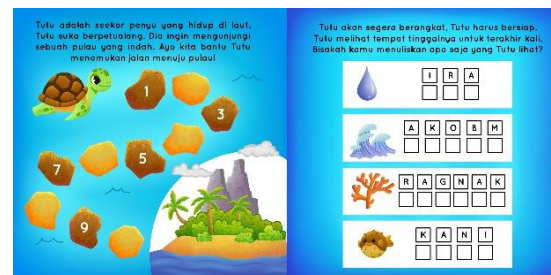 Tutu adalah seekor penyu yang hidup di laut.
Tutu suka berpetualang. Dia ingin mengunjungi
sebuah pulau yang indah. Ayo kita bantu Tutu
menemukan jalan menuju pulau!
1
3
5
7
9
Tutu akan segera berangkat, Tutu harus bersiap.
Tutu melihat tempat tinggalnya untuk terakhir kali.
Bisakah kamu menuliskan apa saja yang Tutu lihat?
I R A
A K O B M
R A G N A K
K A N I